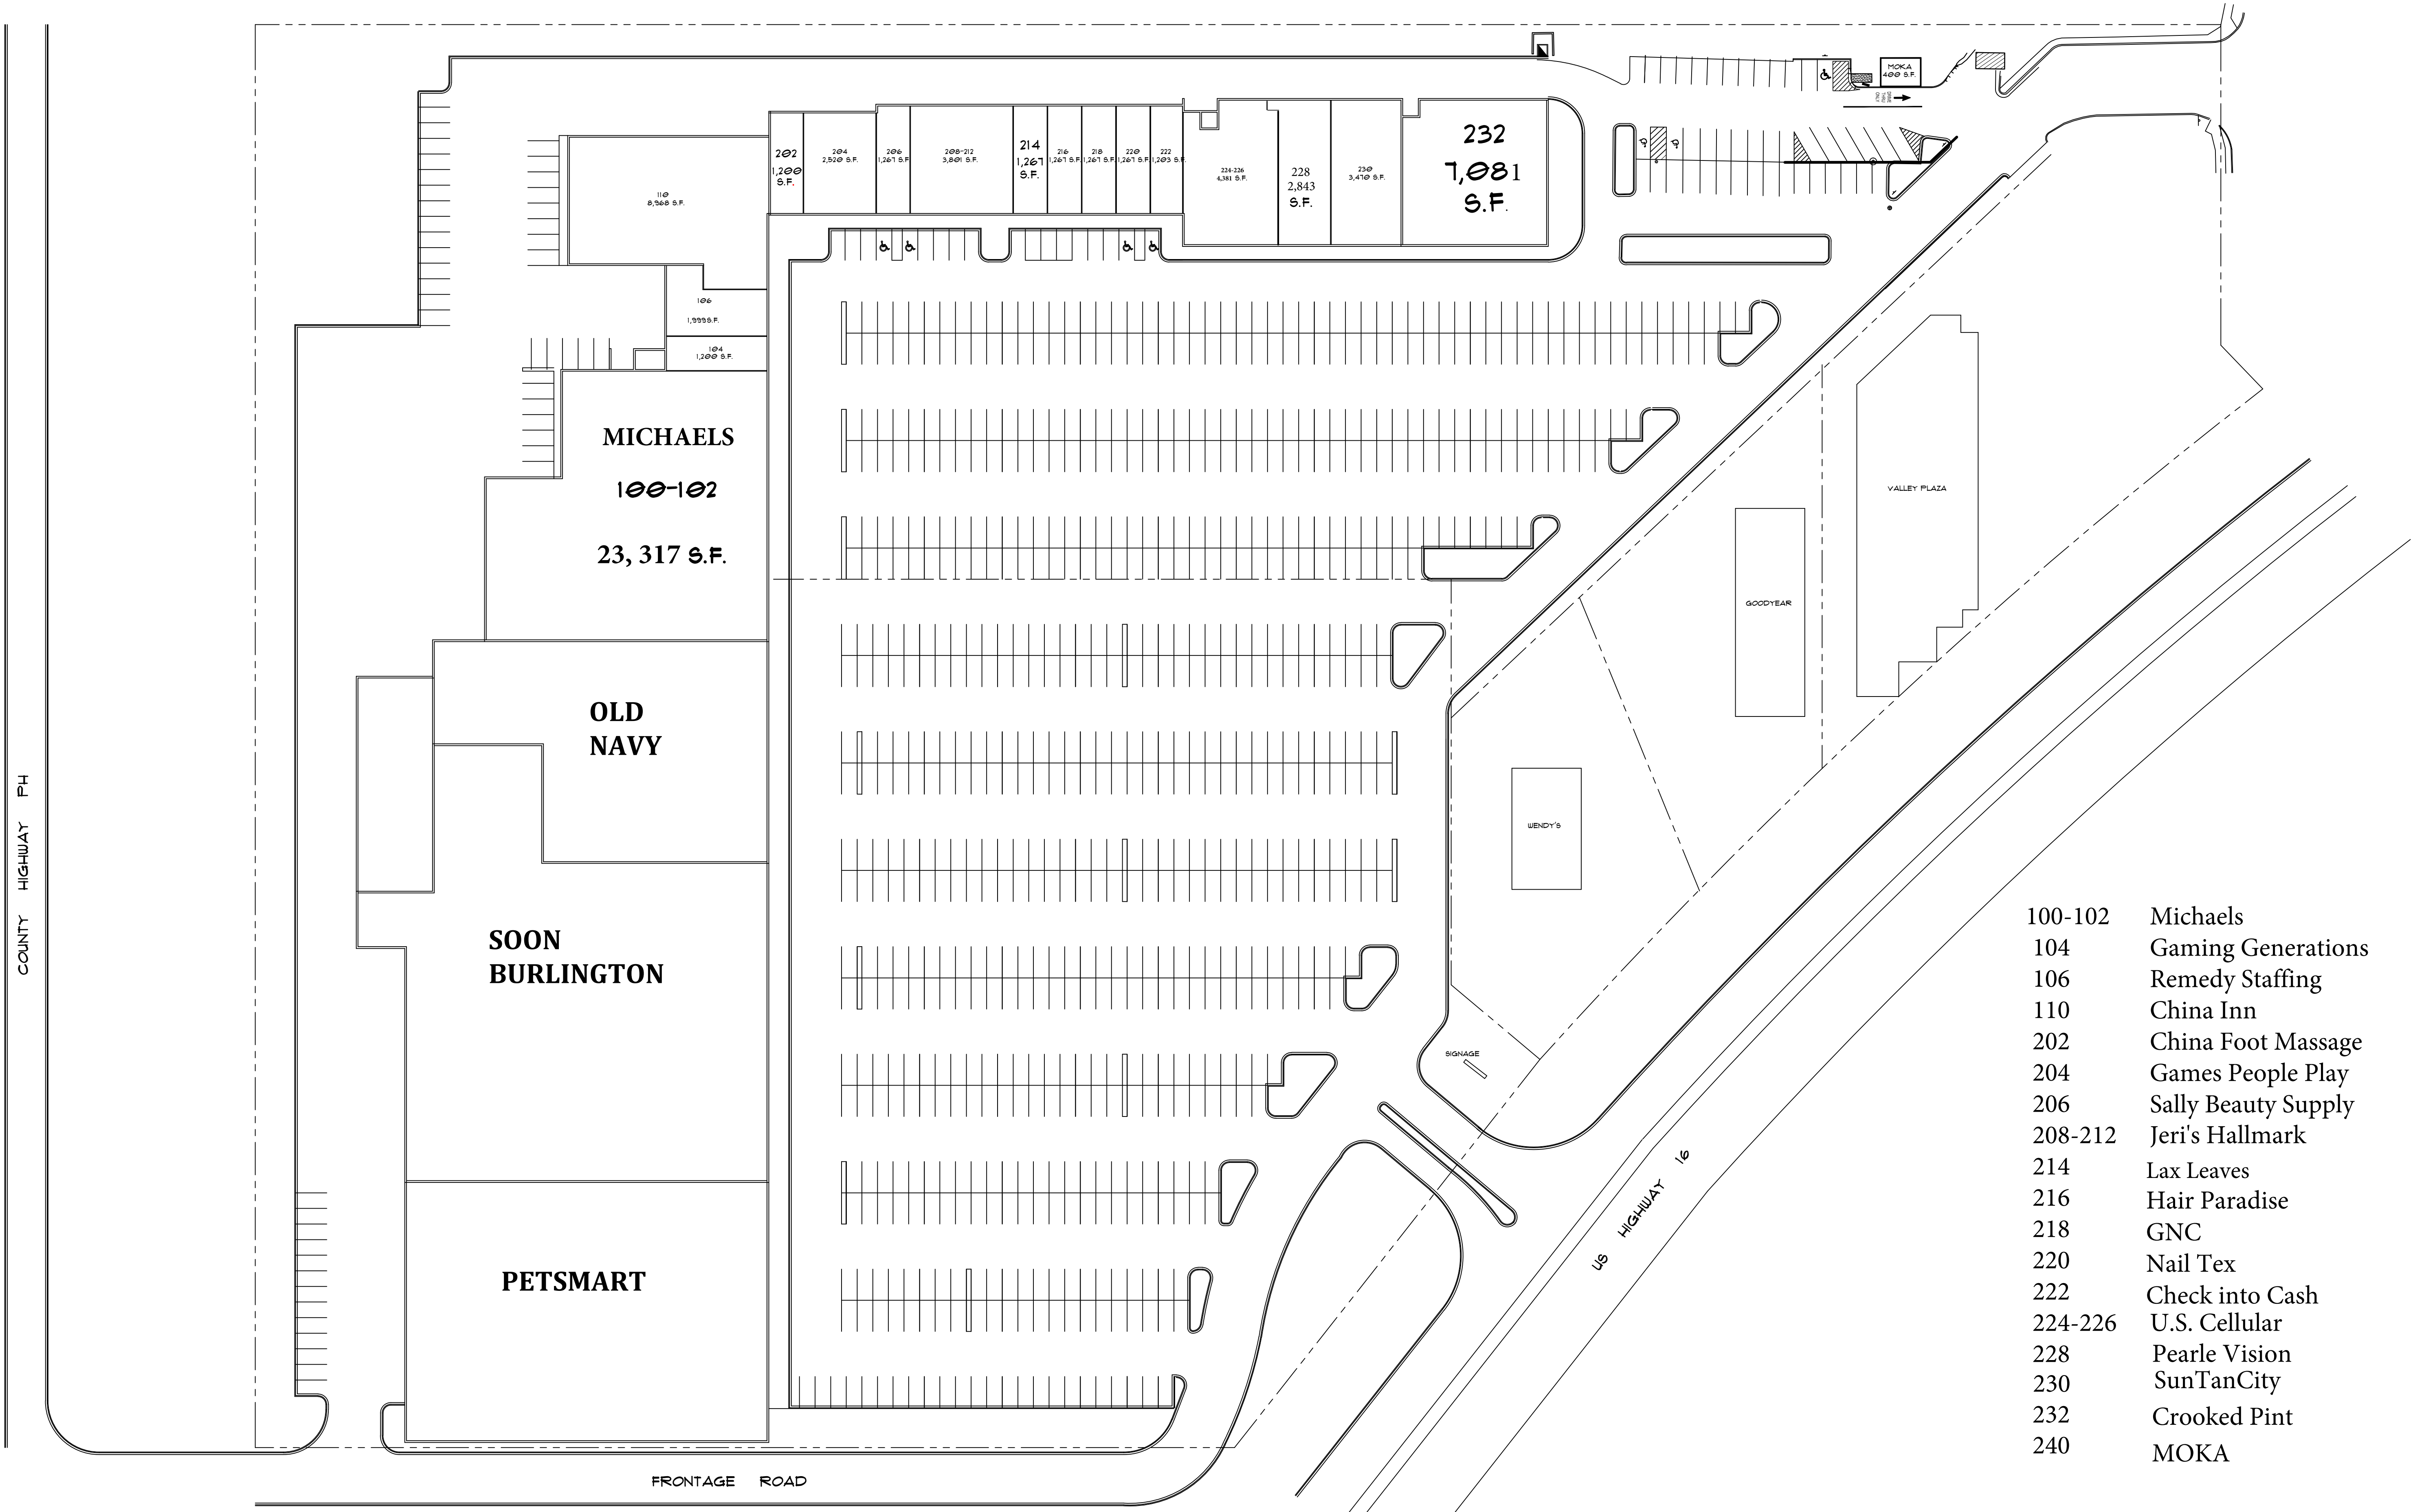 MOKA
400 S.F.
DRIVE
THRU
ONLY
202
1,200
S.F.
204
2,520 S.F.
206
1,267 S.F.
208-212
3,801 S.F.
214
1,267
S.F.
216
1,267 S.F.
218
1,267 S.F.
220
1,267 S.F.
222
1,203 S.F.
224-226
4,381 S.F.
228
2,843
S.F.
230
3,470 S.F.
232
7,081
S.F.
110
8,968 S.F.
106
1,999 S.F.
104
1,200 S.F.
MICHAELS
100-102
23, 317 S.F.
OLD
NAVY
SOON
BURLINGTON
PETSMART
VALLEY PLAZA
GOODYEAR
WENDY'S
SIGNAGE
COUNTY HIGHWAY PH
US HIGHWAY 16
FRONTAGE ROAD
100-102 Michaels
104 Gaming Generations
106 Remedy Staffing
110 China Inn
202 China Foot Massage
204 Games People Play
206 Sally Beauty Supply
208-212 Jeri's Hallmark
214 Lax Leaves
216 Hair Paradise
218 GNC
220 Nail Tex
222 Check into Cash
224-226 U.S. Cellular
228 Pearle Vision
230 SunTanCity
232 Crooked Pint
240 MOKA